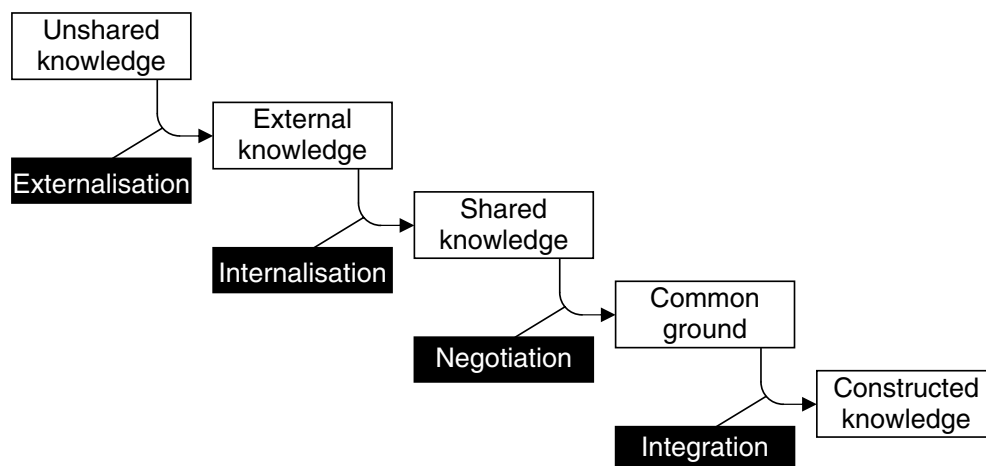 Unshared
knowledge
External
knowledge
Externalisation
Shared
knowledge
Internalisation
Common
ground
Negotiation
Constructed
knowledge
Integration